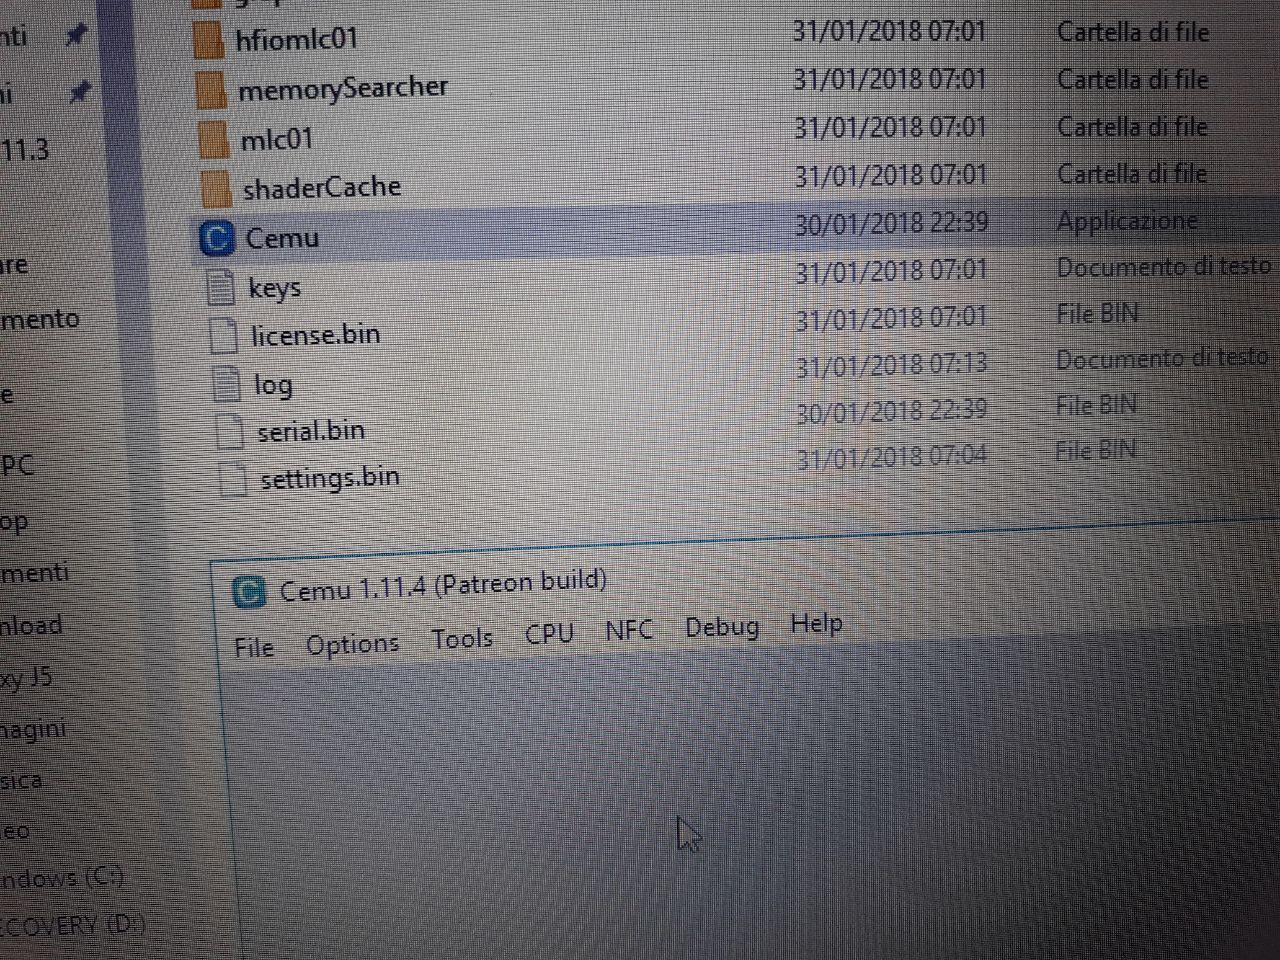 hfiomlc01 31/01/2018 07:01 Cartella di file
memorySearcher 31/01/2018 07:01 Cartella di file
mlc01 31/01/2018 07:01 Cartella di file
shaderCache 31/01/2018 07:01 Cartella di file
Cemu 30/01/2018 22:39 Applicazione
keys 31/01/2018 07:01 Documento di testo
license.bin 31/01/2018 07:01 File BIN
log 31/01/2018 07:13 Documento di testo
serial.bin 30/01/2018 22:39 File BIN
settings.bin 31/01/2018 07:04 File BIN
nti
ni
11.3
are
mento
e
PC
op
menti
nload
xy J5
magini
sica
eo
ndows (C:)
ECOVERY (D:)
Cemu 1.11.4 (Patreon build)
File Options Tools CPU NFC Debug Help